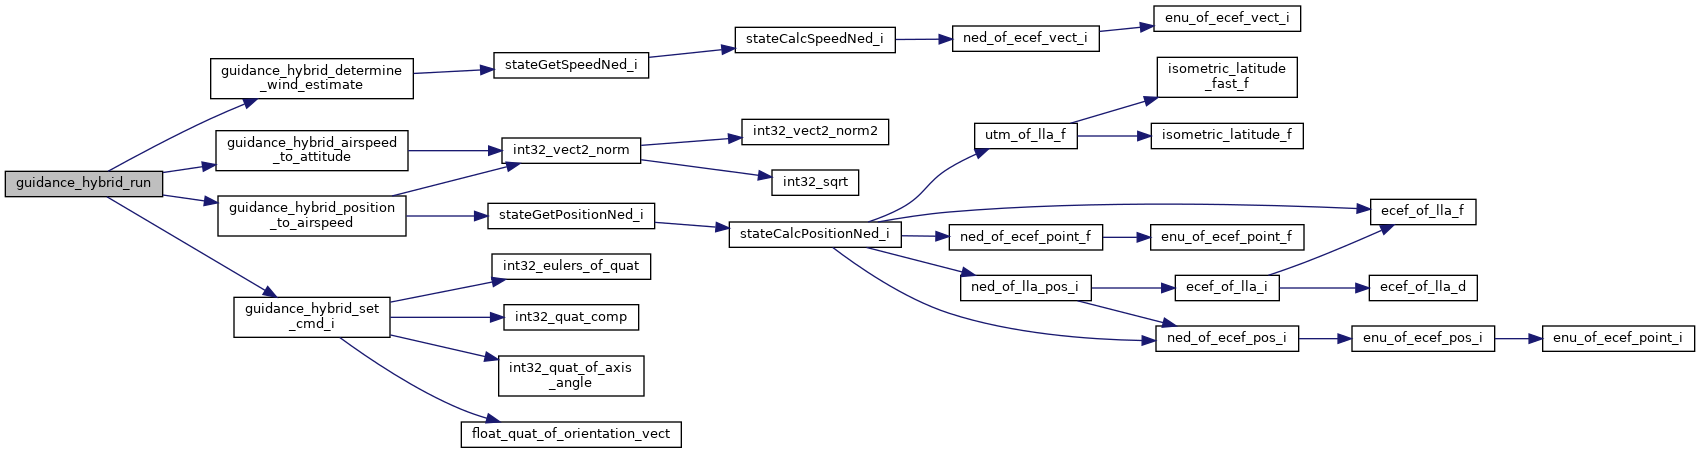 guidance_hybrid_run
guidance_hybrid_determine
_wind_estimate
guidance_hybrid_airspeed
_to_attitude
guidance_hybrid_position
_to_airspeed
guidance_hybrid_set
_cmd_i
stateGetSpeedNed_i
int32_vect2_norm
stateGetPositionNed_i
int32_eulers_of_quat
int32_quat_comp
int32_quat_of_axis
_angle
float_quat_of_orientation_vect
stateCalcSpeedNed_i
int32_vect2_norm2
int32_sqrt
stateCalcPositionNed_i
ned_of_ecef_vect_i
utm_of_lla_f
ned_of_ecef_point_f
ned_of_lla_pos_i
enu_of_ecef_vect_i
isometric_latitude
_fast_f
isometric_latitude_f
enu_of_ecef_point_f
ecef_of_lla_i
ned_of_ecef_pos_i
ecef_of_lla_f
ecef_of_lla_d
enu_of_ecef_pos_i
enu_of_ecef_point_i